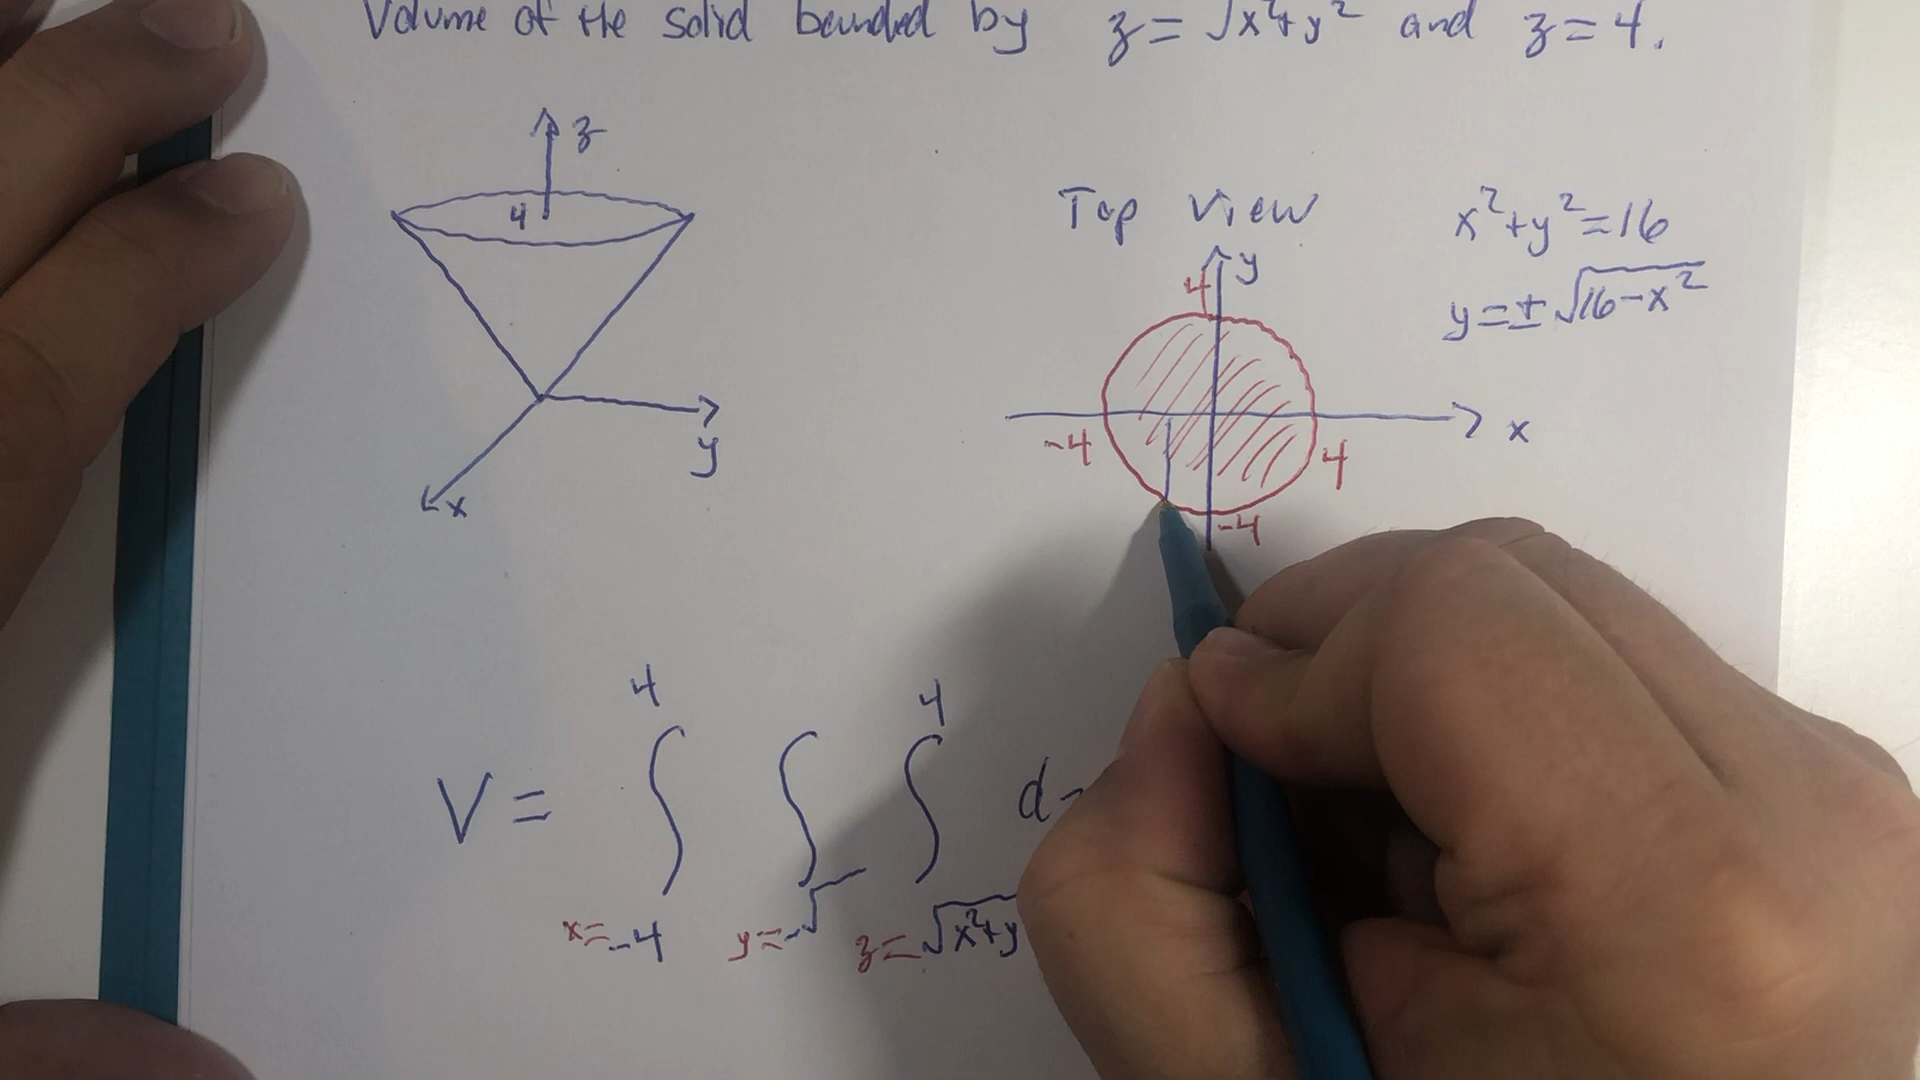 Volume of the solid bounded by z = √x²+y² and z = 4.
z
4
y
x
Top View
y
4
-4
4
x
-4
x²+y²=16
y=±√16-x²
4
4
V = ∫ ∫ ∫ d
x=-4 y=-√ z=√x²+y